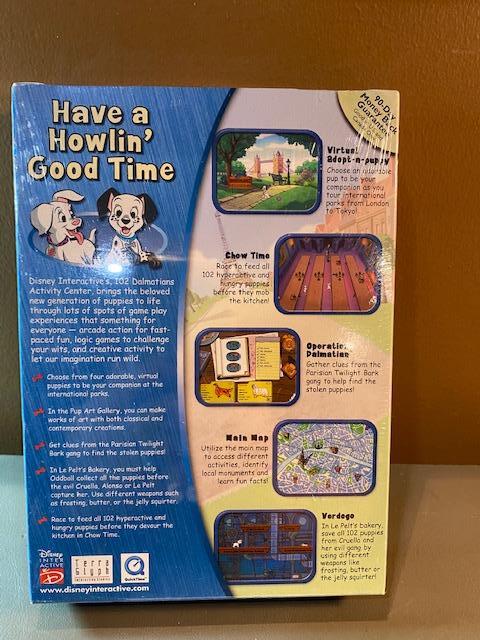 Have a
Howlin'
Good Time
Disney Interactive's, 102 Dalmatians
Activity Center, brings the beloved
new generation of puppies to life
through lots of spots of game play
experiences that something for
everyone — arcade action for fast-
paced fun, logic games to challenge
your wits, and creative activity to
let our imagination run wild.
Choose from four adorable, virtual
puppies to be your companion at the
international parks.
In the Pup Art Gallery, you can make
works of art with both classical and
contemporary creations.
Get clues from the Parisian Twilight
Bark gang to find the stolen puppies!
In Le Pelt's Bakery, you must help
Oddball collect all the puppies before
the evil Cruella, Alonso or Le Pelt
capture her. Use different weapons such
as frosting, butter, or the jelly squirter.
Race to feed all 102 hyperactive and
hungry puppies before they devour the
kitchen in Chow Time.
Disney
INTER
ACTIVE
Terra
Glyph
Interactive Studios
QuickTime
www.disneyinteractive.com
90-Day
Money Back
Guarantee
Virtual
Adopt-a-puppy
Choose an adorable
pup to be your
companion as you
tour international
parks from London
to Tokyo!
Chow Time
Race to feed all
102 hyperactive and
hungry puppies
before they mob
the kitchen!
Operation
Dalmatian
Gather clues from the
Parisian Twilight Bark
gang to help find the
stolen puppies!
Main Map
Utilize the main map
to access different
activities, identify
local monuments and
learn fun facts!
Verdogo
In Le Pelt's bakery,
save all 102 puppies
from Cruella and
her evil gang by
using different
weapons like
frosting, butter or
the jelly squirter!